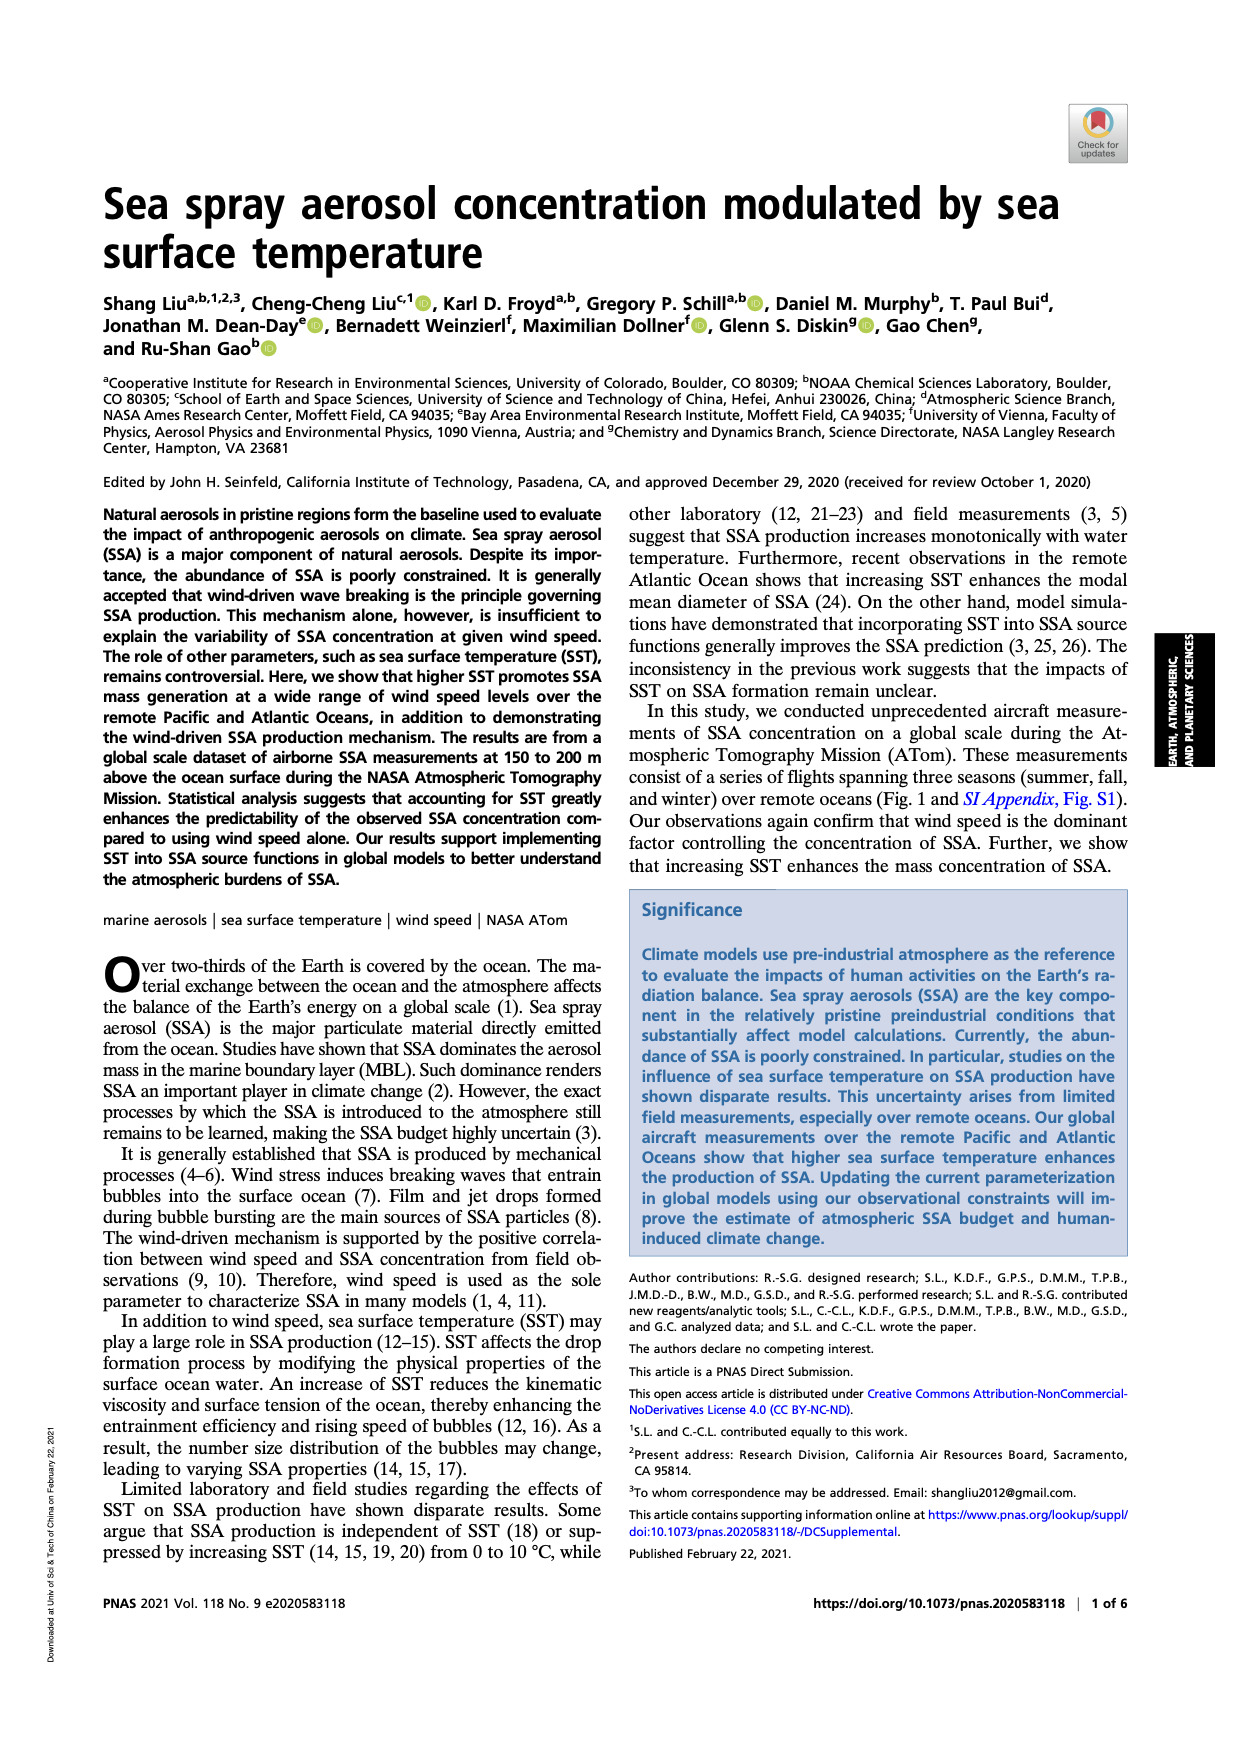 Check for
updates
Sea spray aerosol concentration modulated by sea
surface temperature
Shang Liua,b,1,2,3, Cheng-Cheng Liuc,1, Karl D. Froyda,b, Gregory P. Schilla,b, Daniel M. Murphyb, T. Paul Buid,
Jonathan M. Dean-Daye, Bernadett Weinzierlf, Maximilian Dollnerf, Glenn S. Disking, Gao Cheng,
and Ru-Shan Gaob
aCooperative Institute for Research in Environmental Sciences, University of Colorado, Boulder, CO 80309; bNOAA Chemical Sciences Laboratory, Boulder,
CO 80305; cSchool of Earth and Space Sciences, University of Science and Technology of China, Hefei, Anhui 230026, China; dAtmospheric Science Branch,
NASA Ames Research Center, Moffett Field, CA 94035; eBay Area Environmental Research Institute, Moffett Field, CA 94035; fUniversity of Vienna, Faculty of
Physics, Aerosol Physics and Environmental Physics, 1090 Vienna, Austria; and gChemistry and Dynamics Branch, Science Directorate, NASA Langley Research
Center, Hampton, VA 23681
Edited by John H. Seinfeld, California Institute of Technology, Pasadena, CA, and approved December 29, 2020 (received for review October 1, 2020)
Natural aerosols in pristine regions form the baseline used to evaluate
the impact of anthropogenic aerosols on climate. Sea spray aerosol
(SSA) is a major component of natural aerosols. Despite its impor-
tance, the abundance of SSA is poorly constrained. It is generally
accepted that wind-driven wave breaking is the principle governing
SSA production. This mechanism alone, however, is insufficient to
explain the variability of SSA concentration at given wind speed.
The role of other parameters, such as sea surface temperature (SST),
remains controversial. Here, we show that higher SST promotes SSA
mass generation at a wide range of wind speed levels over the
remote Pacific and Atlantic Oceans, in addition to demonstrating
the wind-driven SSA production mechanism. The results are from a
global scale dataset of airborne SSA measurements at 150 to 200 m
above the ocean surface during the NASA Atmospheric Tomography
Mission. Statistical analysis suggests that accounting for SST greatly
enhances the predictability of the observed SSA concentration com-
pared to using wind speed alone. Our results support implementing
SST into SSA source functions in global models to better understand
the atmospheric burdens of SSA.
marine aerosols | sea surface temperature | wind speed | NASA ATom
Over two-thirds of the Earth is covered by the ocean. The ma-
terial exchange between the ocean and the atmosphere affects
the balance of the Earth's energy on a global scale (1). Sea spray
aerosol (SSA) is the major particulate material directly emitted
from the ocean. Studies have shown that SSA dominates the aerosol
mass in the marine boundary layer (MBL). Such dominance renders
SSA an important player in climate change (2). However, the exact
processes by which the SSA is introduced to the atmosphere still
remains to be learned, making the SSA budget highly uncertain (3).
It is generally established that SSA is produced by mechanical
processes (4–6). Wind stress induces breaking waves that entrain
bubbles into the surface ocean (7). Film and jet drops formed
during bubble bursting are the main sources of SSA particles (8).
The wind-driven mechanism is supported by the positive correla-
tion between wind speed and SSA concentration from field ob-
servations (9, 10). Therefore, wind speed is used as the sole
parameter to characterize SSA in many models (1, 4, 11).
In addition to wind speed, sea surface temperature (SST) may
play a large role in SSA production (12–15). SST affects the drop
formation process by modifying the physical properties of the
surface ocean water. An increase of SST reduces the kinematic
viscosity and surface tension of the ocean, thereby enhancing the
entrainment efficiency and rising speed of bubbles (12, 16). As a
result, the number size distribution of the bubbles may change,
leading to varying SSA properties (14, 15, 17).
Limited laboratory and field studies regarding the effects of
SST on SSA production have shown disparate results. Some
argue that SSA production is independent of SST (18) or sup-
pressed by increasing SST (14, 15, 19, 20) from 0 to 10 °C, while
other laboratory (12, 21–23) and field measurements (3, 5)
suggest that SSA production increases monotonically with water
temperature. Furthermore, recent observations in the remote
Atlantic Ocean shows that increasing SST enhances the modal
mean diameter of SSA (24). On the other hand, model simula-
tions have demonstrated that incorporating SST into SSA source
functions generally improves the SSA prediction (3, 25, 26). The
inconsistency in the previous work suggests that the impacts of
SST on SSA formation remain unclear.
In this study, we conducted unprecedented aircraft measure-
ments of SSA concentration on a global scale during the At-
mospheric Tomography Mission (ATom). These measurements
consist of a series of flights spanning three seasons (summer, fall,
and winter) over remote oceans (Fig. 1 and SI Appendix, Fig. S1).
Our observations again confirm that wind speed is the dominant
factor controlling the concentration of SSA. Further, we show
that increasing SST enhances the mass concentration of SSA.
Significance
Climate models use pre-industrial atmosphere as the reference
to evaluate the impacts of human activities on the Earth's ra-
diation balance. Sea spray aerosols (SSA) are the key compo-
nent in the relatively pristine preindustrial conditions that
substantially affect model calculations. Currently, the abun-
dance of SSA is poorly constrained. In particular, studies on the
influence of sea surface temperature on SSA production have
shown disparate results. This uncertainty arises from limited
field measurements, especially over remote oceans. Our global
aircraft measurements over the remote Pacific and Atlantic
Oceans show that higher sea surface temperature enhances
the production of SSA. Updating the current parameterization
in global models using our observational constraints will im-
prove the estimate of atmospheric SSA budget and human-
induced climate change.
Author contributions: R.-S.G. designed research; S.L., K.D.F., G.P.S., D.M.M., T.P.B.,
J.M.D.-D., B.W., M.D., G.S.D., and R.-S.G. performed research; S.L. and R.-S.G. contributed
new reagents/analytic tools; S.L., C.-C.L., K.D.F., G.P.S., D.M.M., T.P.B., B.W., M.D., G.S.D.,
and G.C. analyzed data; and S.L. and C.-C.L. wrote the paper.
The authors declare no competing interest.
This article is a PNAS Direct Submission.
This open access article is distributed under Creative Commons Attribution-NonCommercial-
NoDerivatives License 4.0 (CC BY-NC-ND).
1S.L. and C.-C.L. contributed equally to this work.
2Present address: Research Division, California Air Resources Board, Sacramento,
CA 95814.
3To whom correspondence may be addressed. Email: shangliu2012@gmail.com.
This article contains supporting information online at https://www.pnas.org/lookup/suppl/
doi:10.1073/pnas.2020583118/-/DCSupplemental.
Published February 22, 2021.
EARTH, ATMOSPHERIC,
AND PLANETARY SCIENCES
Downloaded at Univ of Sci & Tech of China on February 22, 2021
PNAS 2021 Vol. 118 No. 9 e2020583118
https://doi.org/10.1073/pnas.2020583118 | 1 of 6